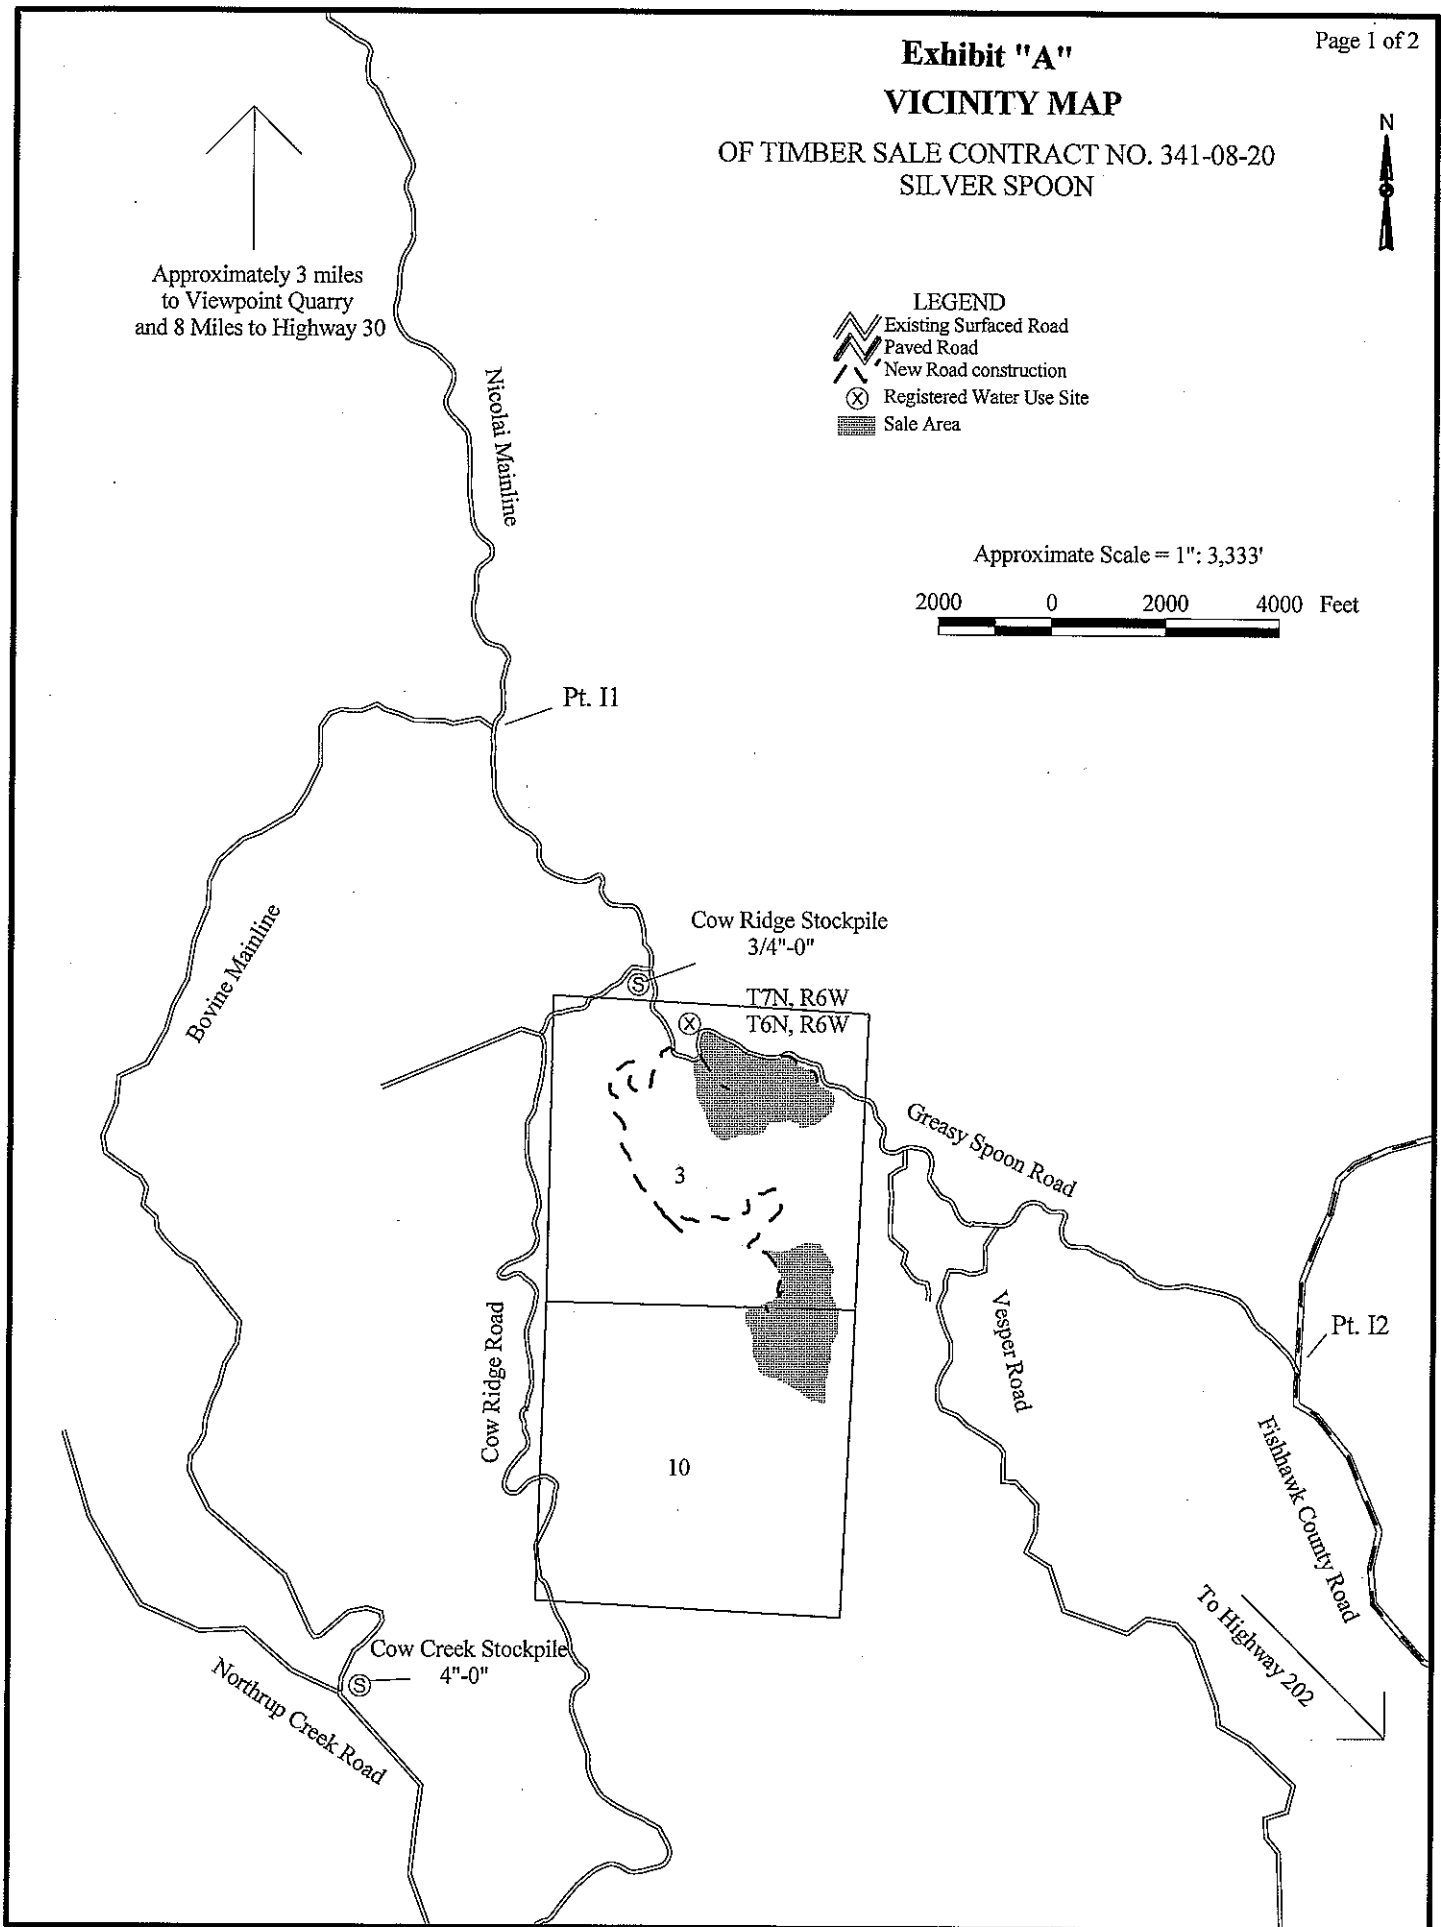 Page 1 of 2
Exhibit "A"
VICINITY MAP
OF TIMBER SALE CONTRACT NO. 341-08-20
SILVER SPOON
N
Approximately 3 miles
to Viewpoint Quarry
and 8 Miles to Highway 30
LEGEND
Existing Surfaced Road
Paved Road
New Road construction
X Registered Water Use Site
Sale Area
Nicolai Mainline
Approximate Scale = 1": 3,333'
2000 0 2000 4000 Feet
Pt. I1
Bovine Mainline
Cow Ridge Stockpile
3/4"-0"
S
T7N, R6W
T6N, R6W
X
Greasy Spoon Road
3
Cow Ridge Road
Vesper Road
Pt. I2
10
Fishhawk County Road
To Highway 202
Cow Creek Stockpile
4"-0"
S
Northrup Creek Road